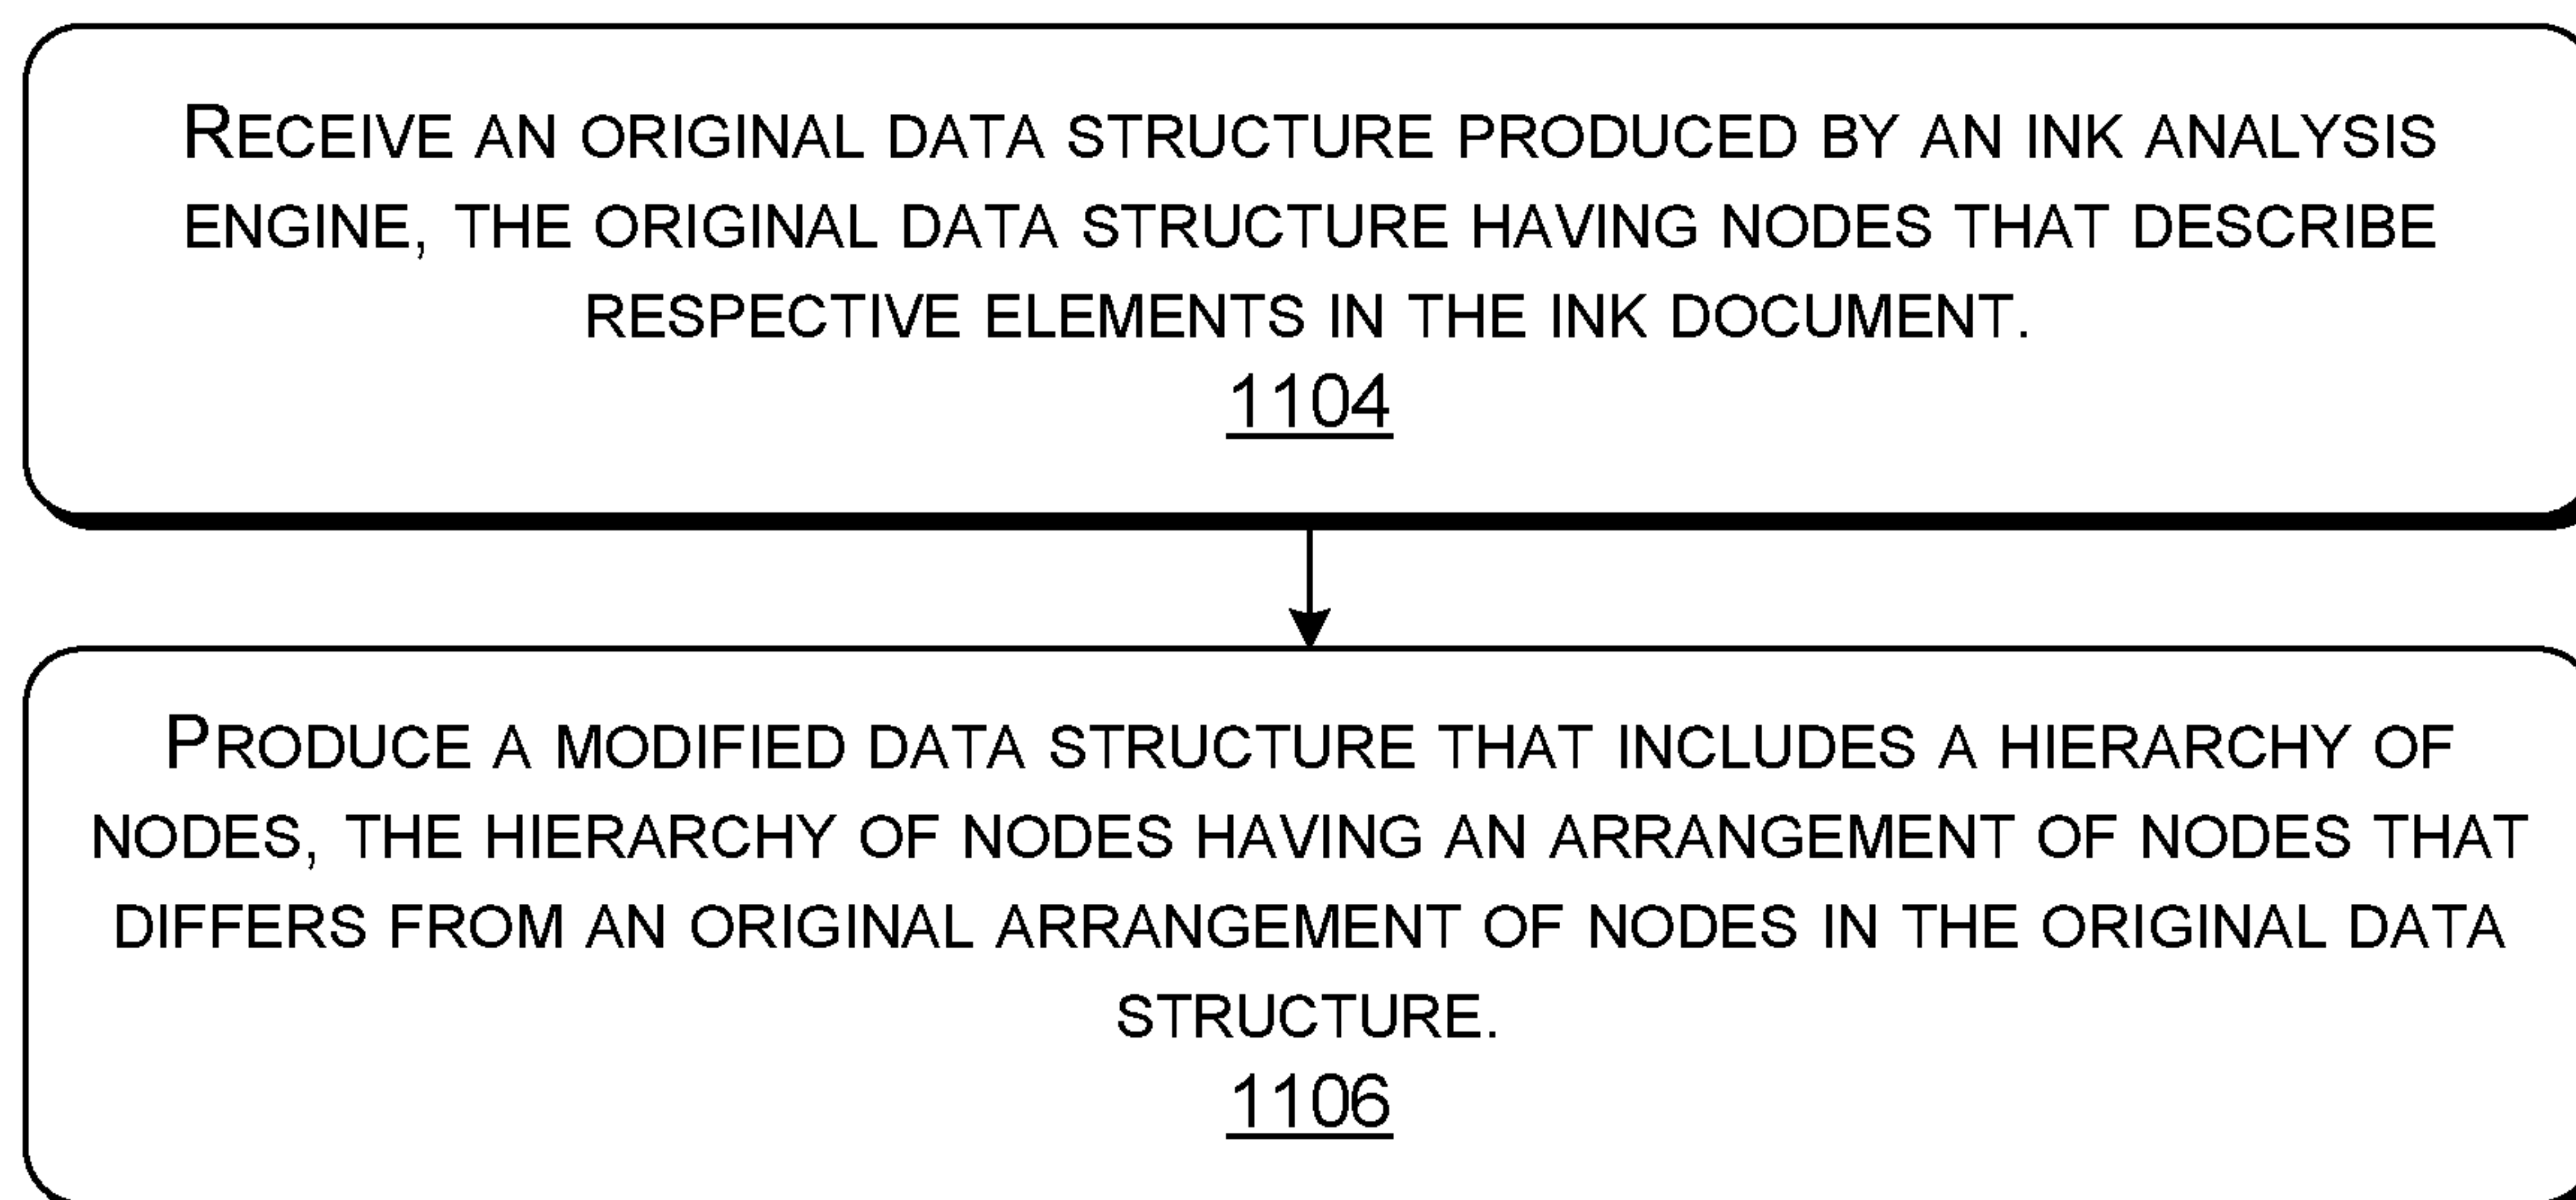 Receive an original data structure produced by an ink analysis
engine, the original data structure having nodes that describe
respective elements in the ink document.
1104
Produce a modified data structure that includes a hierarchy of
nodes, the hierarchy of nodes having an arrangement of nodes that
differs from an original arrangement of nodes in the original data
structure.
1106